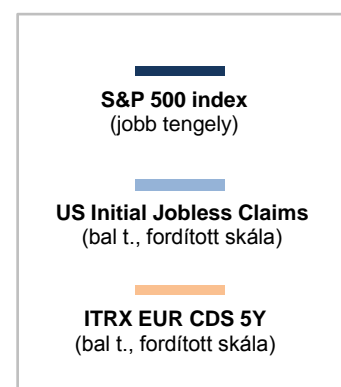 S&P 500 index
(jobb tengely)
US Initial Jobless Claims
(bal t., fordított skála)
ITRX EUR CDS 5Y
(bal t., fordított skála)